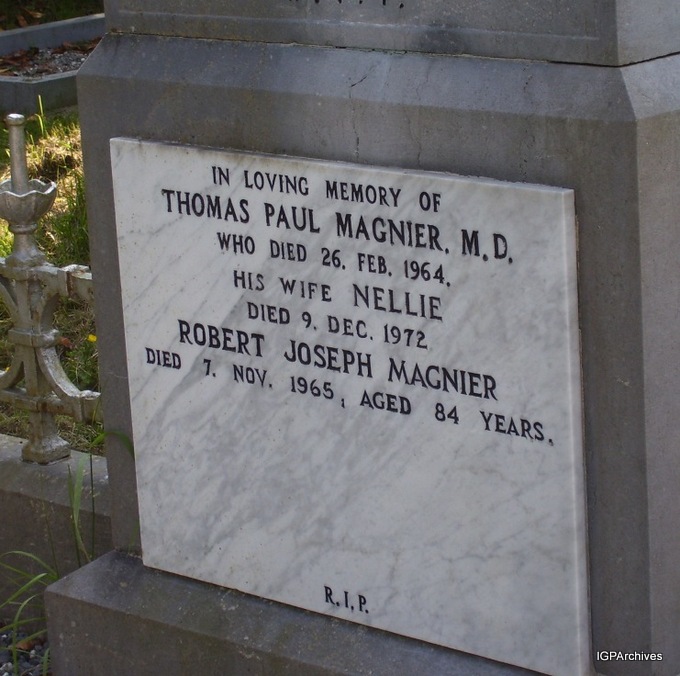 IN LOVING MEMORY OF
THOMAS PAUL MAGNIER. M.D.
WHO DIED 26. FEB. 1964.
HIS WIFE NELLIE
DIED 9. DEC. 1972
ROBERT JOSEPH MAGNIER
DIED 7. NOV. 1965, AGED 84 YEARS.
R.I.P.
IGPArchives